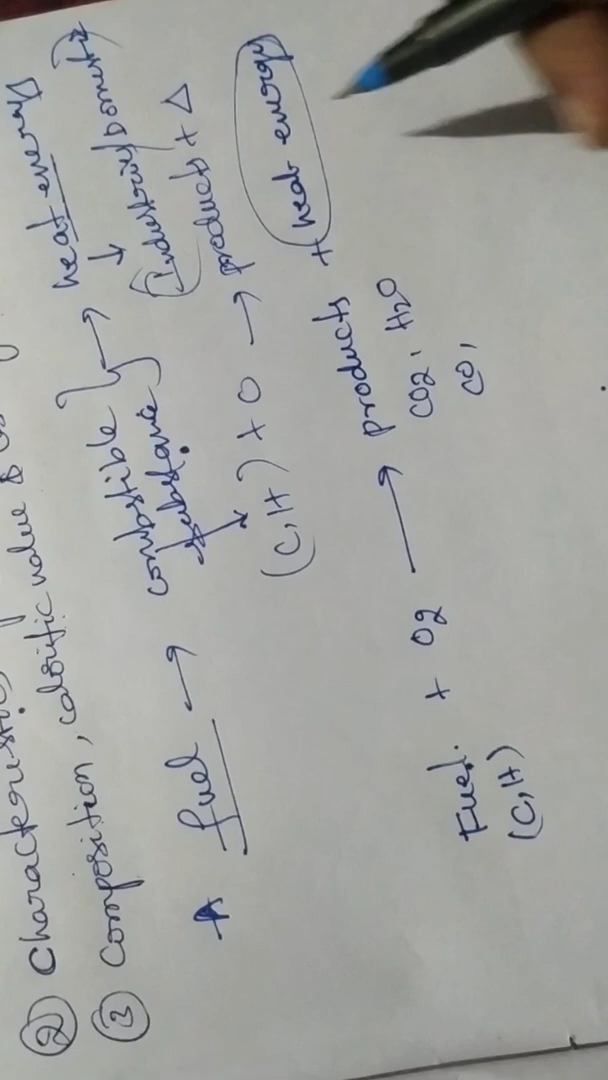 ② Characteristics
③ Composition, calorific value &
* fuel → combustible substance } → heat energy
↓
(Industries/Domestic)
(C,H) + O → products + Δ
Fuel + O2 → products + heat energy
(C,H) CO2, H2O
CO,